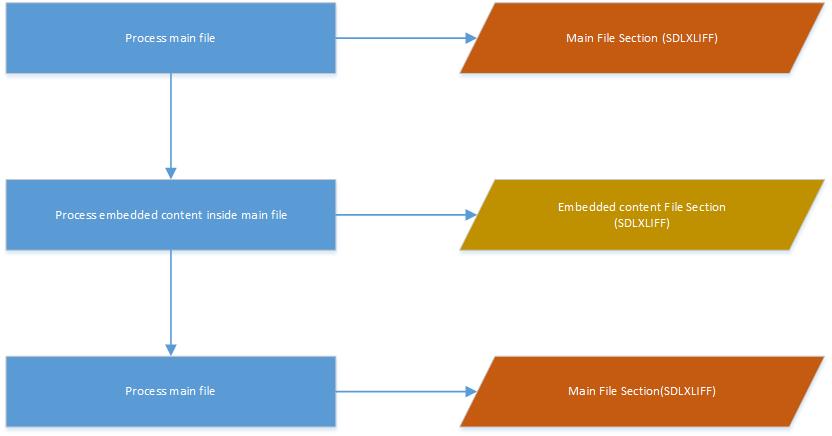 Process main file
Main File Section (SDLXLIFF)
Process embedded content inside main file
Embedded content File Section
(SDLXLIFF)
Process main file
Main File Section(SDLXLIFF)